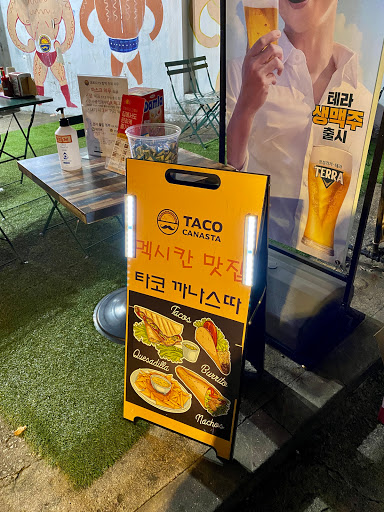 테라
생맥주
출시
TERRA
TACO
CANASTA
멕시칸 맛집
타코 까나스따
Tacos
Quesadilla
Burrito
Nachos